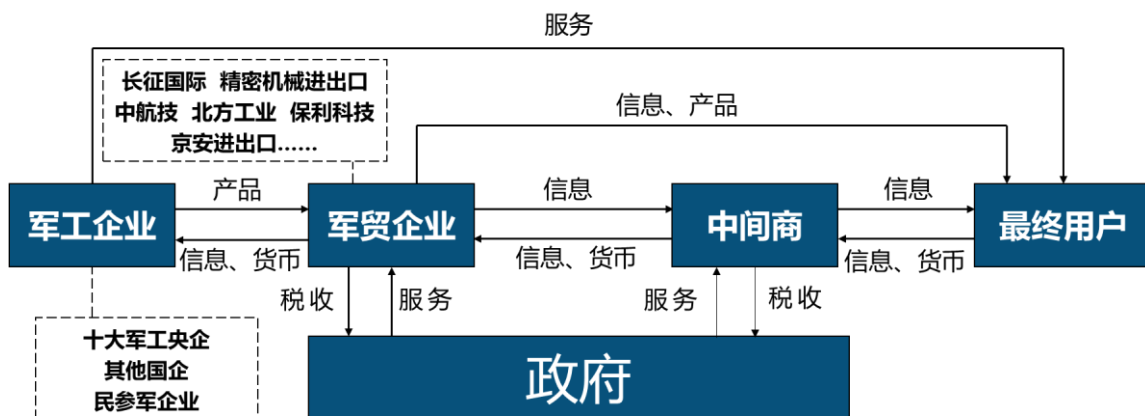 服务
长征国际 精密机械进出口
中航技 北方工业 保利科技
京安进出口......
信息、产品
产品
信息
信息
军工企业
军贸企业
中间商
最终用户
信息、货币
信息、货币
信息、货币
税收
服务
服务
税收
十大军工央企
其他国企
民参军企业
政府